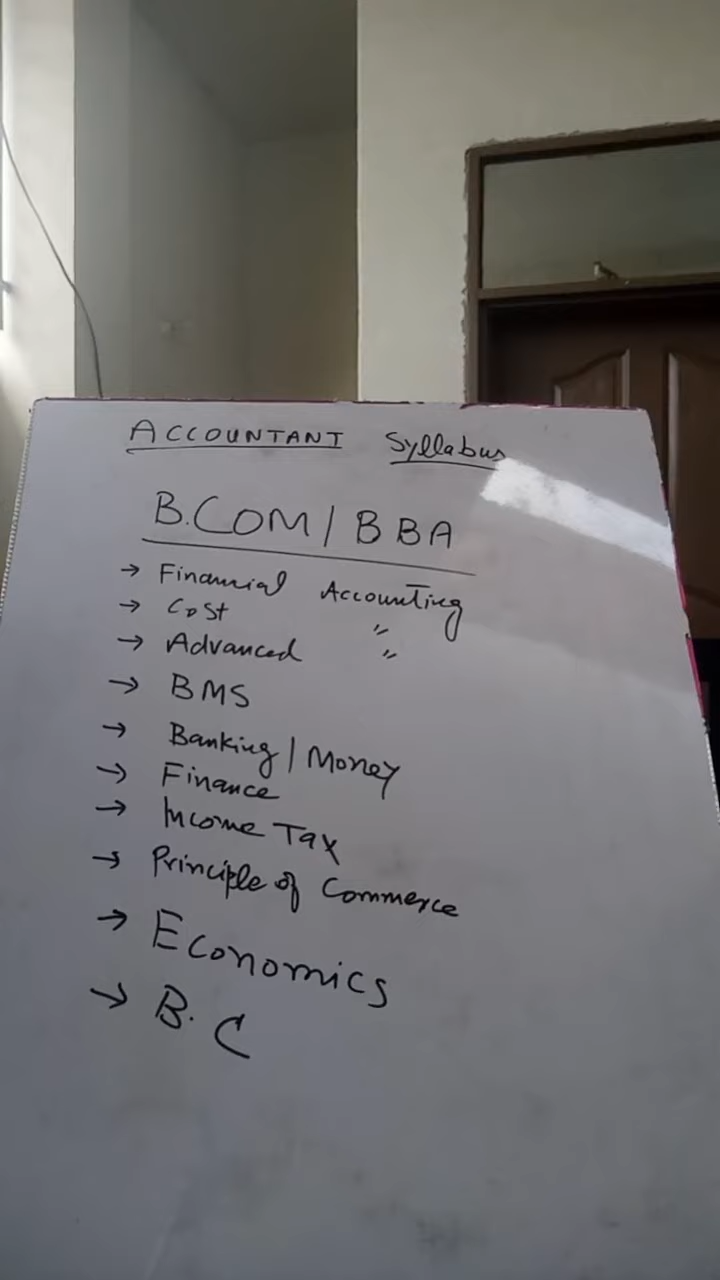 ACCOUNTANT Syllabus
B.COM / BBA
→ Financial Accounting
→ Cost "
→ Advanced "
→ BMS
→ Banking / Money
→ Finance
→ Income Tax
→ Principle of Commerce
→ Economics
→ B.C